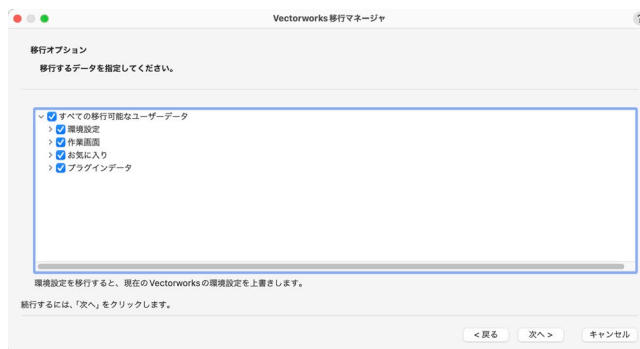 Vectorworks移行マネージャ
?
移行オプション
移行するデータを指定してください。
すべての移行可能なユーザーデータ
環境設定
作業画面
お気に入り
プラグインデータ
環境設定を移行すると、現在のVectorworksの環境設定を上書きします。
続行するには、「次へ」をクリックします。
< 戻る 次へ > キャンセル